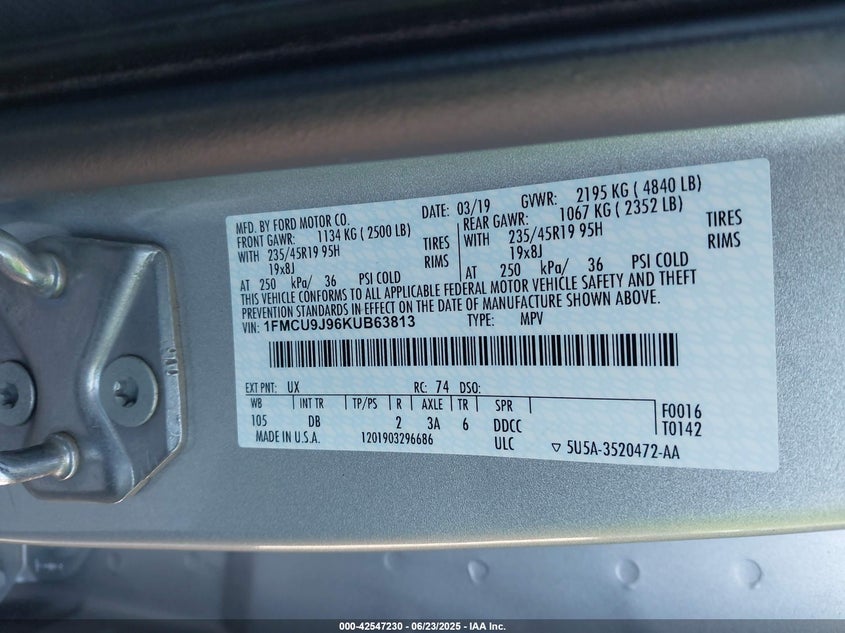 MFD. BY FORD MOTOR CO. DATE: 03/19 GVWR: 2195 KG ( 4840 LB)
FRONT GAWR: 1134 KG ( 2500 LB) REAR GAWR: 1067 KG ( 2352 LB)
WITH 235/45R19 95H TIRES WITH 235/45R19 95H TIRES
19x8J RIMS 19x8J RIMS
AT 250 kPa/ 36 PSI COLD AT 250 kPa/ 36 PSI COLD
THIS VEHICLE CONFORMS TO ALL APPLICABLE FEDERAL MOTOR VEHICLE SAFETY AND THEFT
PREVENTION STANDARDS IN EFFECT ON THE DATE OF MANUFACTURE SHOWN ABOVE.
VIN: 1FMCU9J96KUB63813 TYPE: MPV
EXT PNT: UX RC: 74 DSO:
WB INT TR TP/PS R AXLE TR SPR F0016
105 DB 2 3A 6 DDCC T0142
MADE IN U.S.A. 1201903296686 ULC ▽ 5U5A-3520472-AA
000-42547230 - 06/23/2025 - IAA Inc.